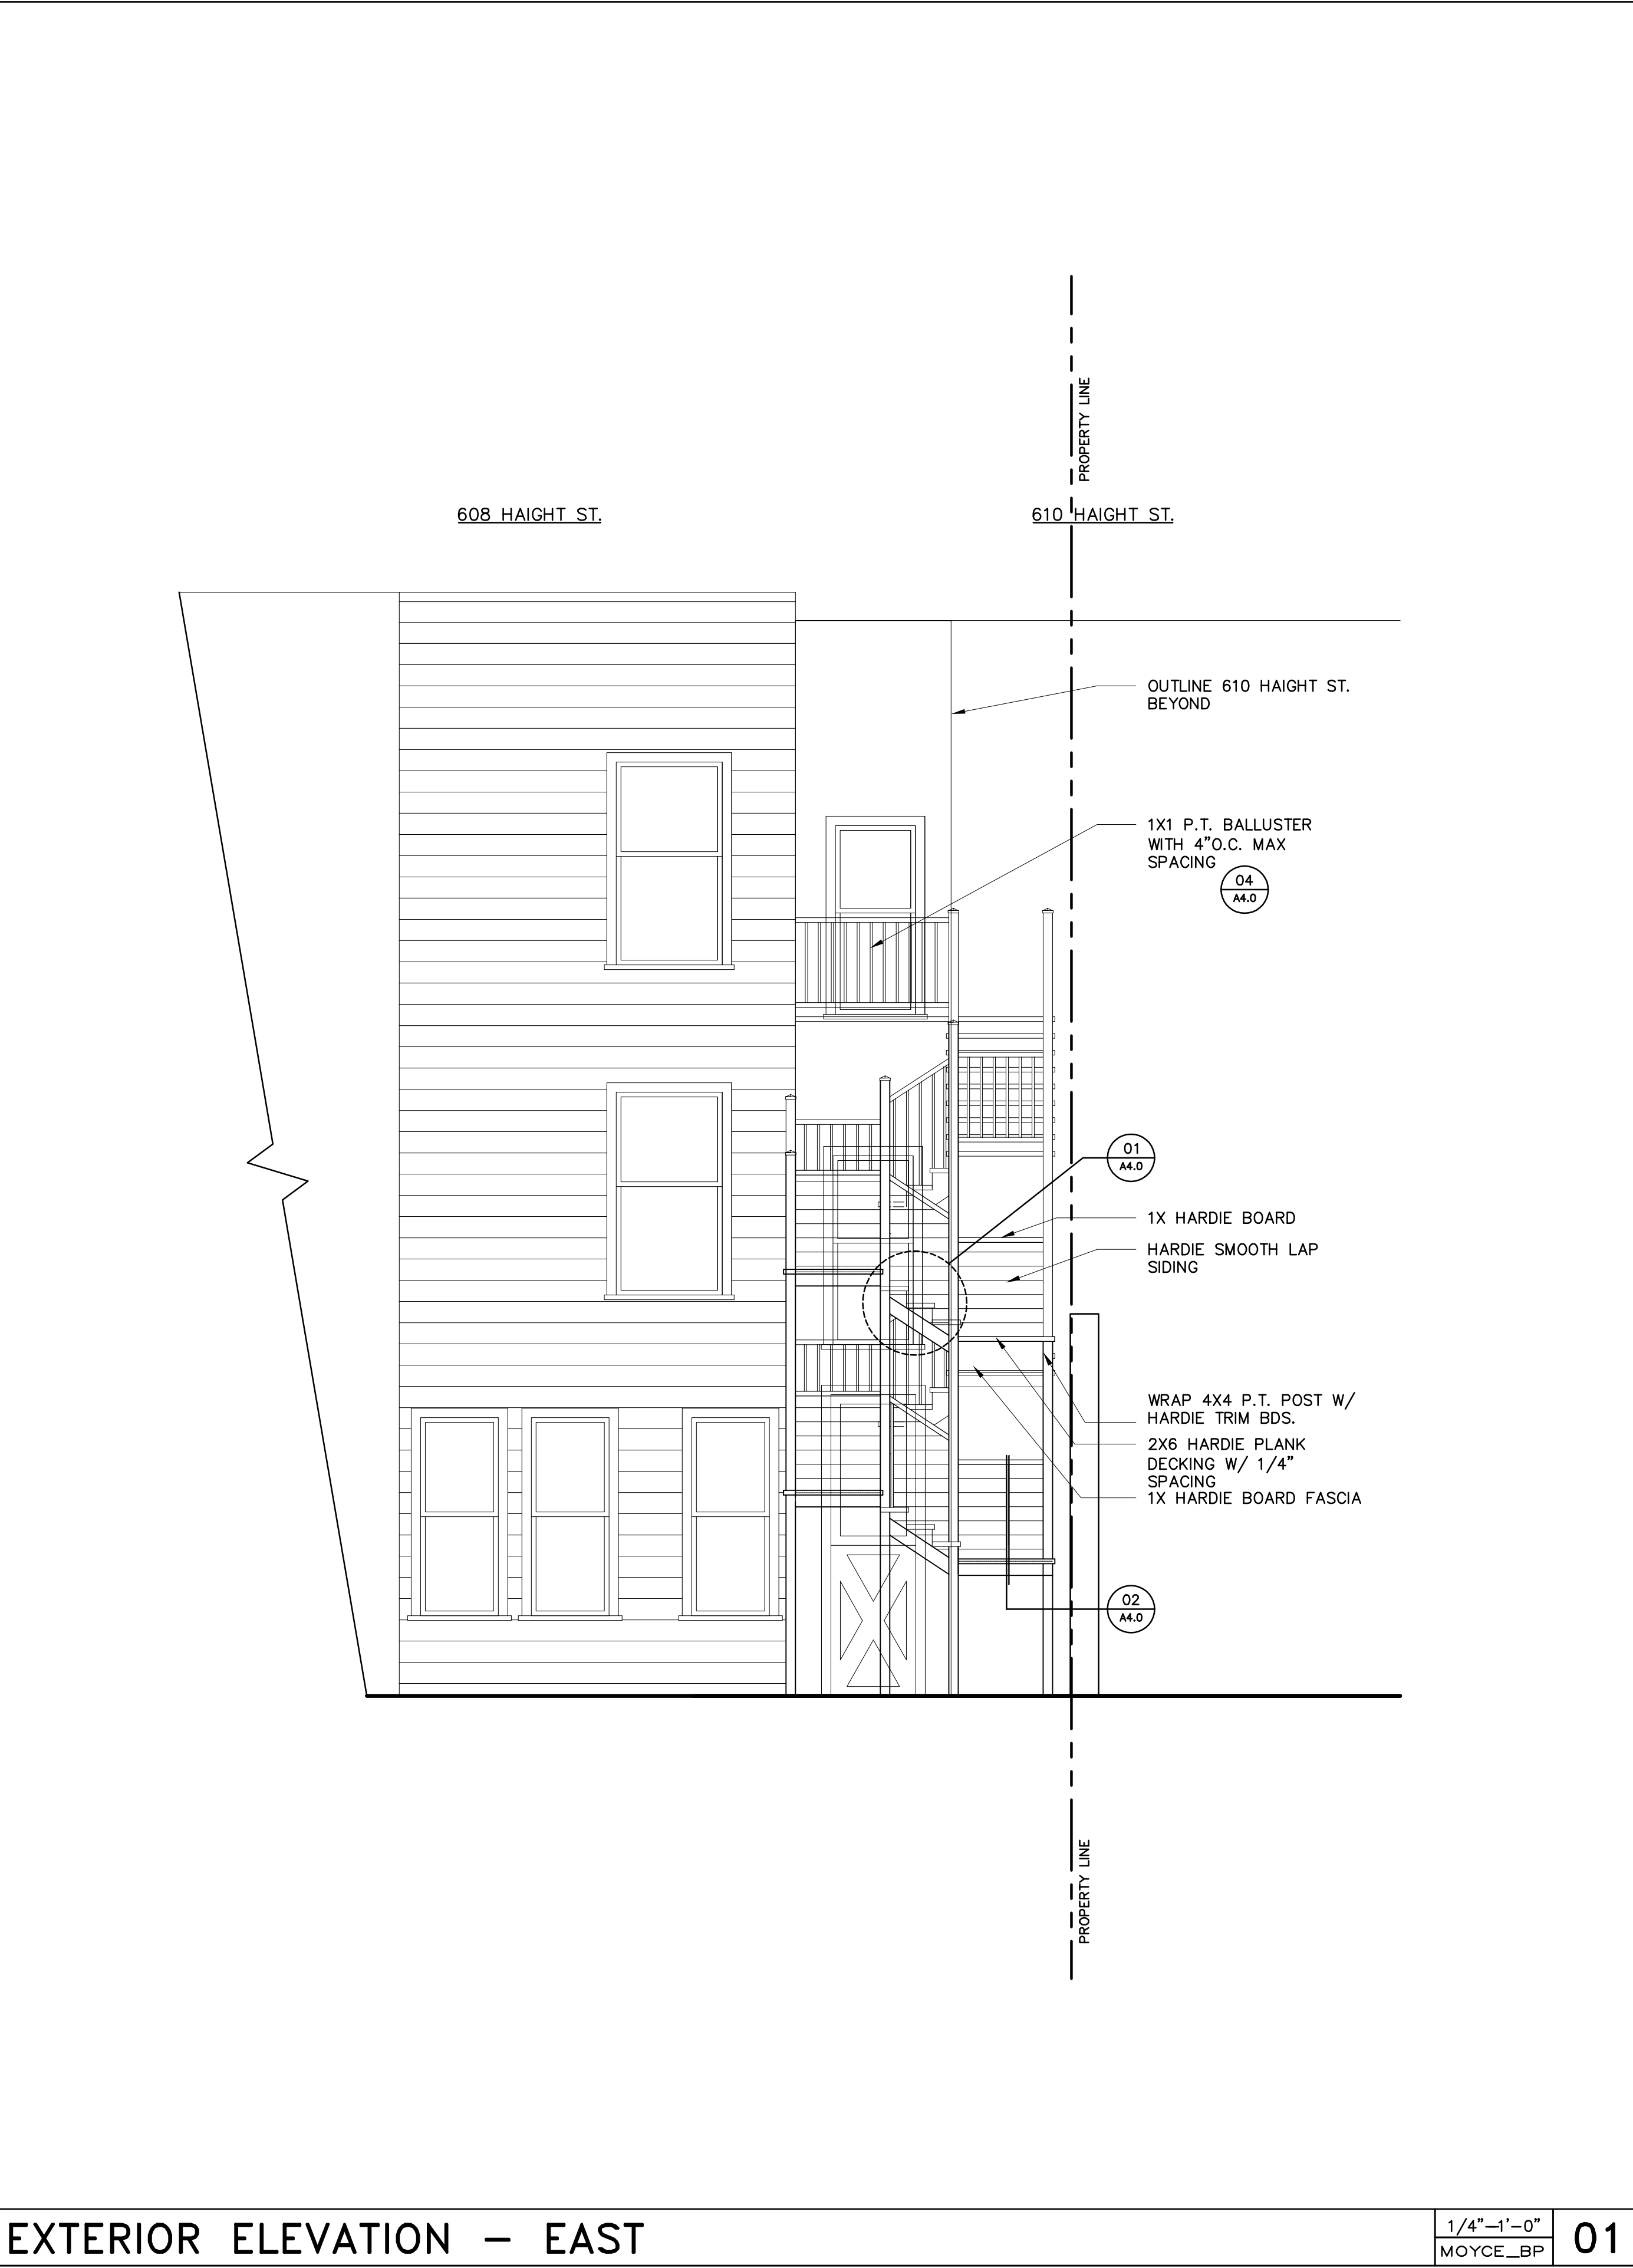 PROPERTY LINE
608 HAIGHT ST.
610 HAIGHT ST.
OUTLINE 610 HAIGHT ST.
BEYOND
1X1 P.T. BALLUSTER
WITH 4"O.C. MAX
SPACING
04
A4.0
01
A4.0
1X HARDIE BOARD
HARDIE SMOOTH LAP
SIDING
WRAP 4X4 P.T. POST W/
HARDIE TRIM BDS.
2X6 HARDIE PLANK
DECKING W/ 1/4"
SPACING
1X HARDIE BOARD FASCIA
02
A4.0
PROPERTY LINE
EXTERIOR ELEVATION – EAST
1/4"–1'–0"
MOYCE_BP
01